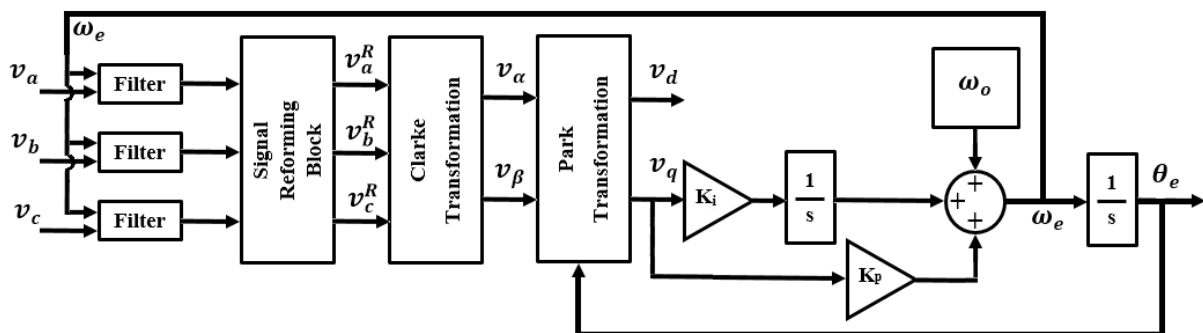 ω_e
v_a
Filter
v_b
Filter
v_c
Filter
Signal
Reforming
Block
v_a^R
v_b^R
v_c^R
Clarke
Transformation
v_α
v_β
Park
Transformation
v_d
v_q
K_i
1
s
K_p
ω_o
+
+
+
ω_e
1
s
θ_e